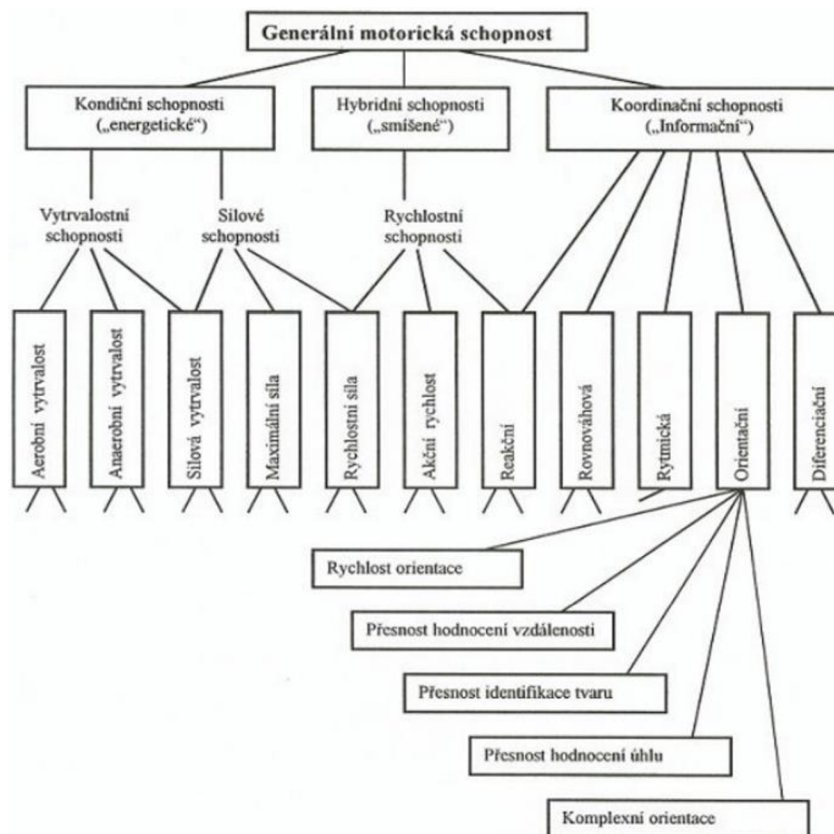 Generální motorická schopnost
Kondiční schopnosti
(„energetické“)
Hybridní schopnosti
(„smíšené“)
Koordinační schopnosti
(„Informační“)
Vytrvalostní
schopnosti
Silové
schopnosti
Rychlostní
schopnosti
Aerobní vytrvalost
Anaerobní vytrvalost
Silová vytrvalost
Maximální síla
Rychlostní síla
Akční rychlost
Reakční
Rovnováhová
Rytmická
Orientační
Diferenciační
Rychlost orientace
Přesnost hodnocení vzdálenosti
Přesnost identifikace tvaru
Přesnost hodnocení úhlu
Komplexní orientace